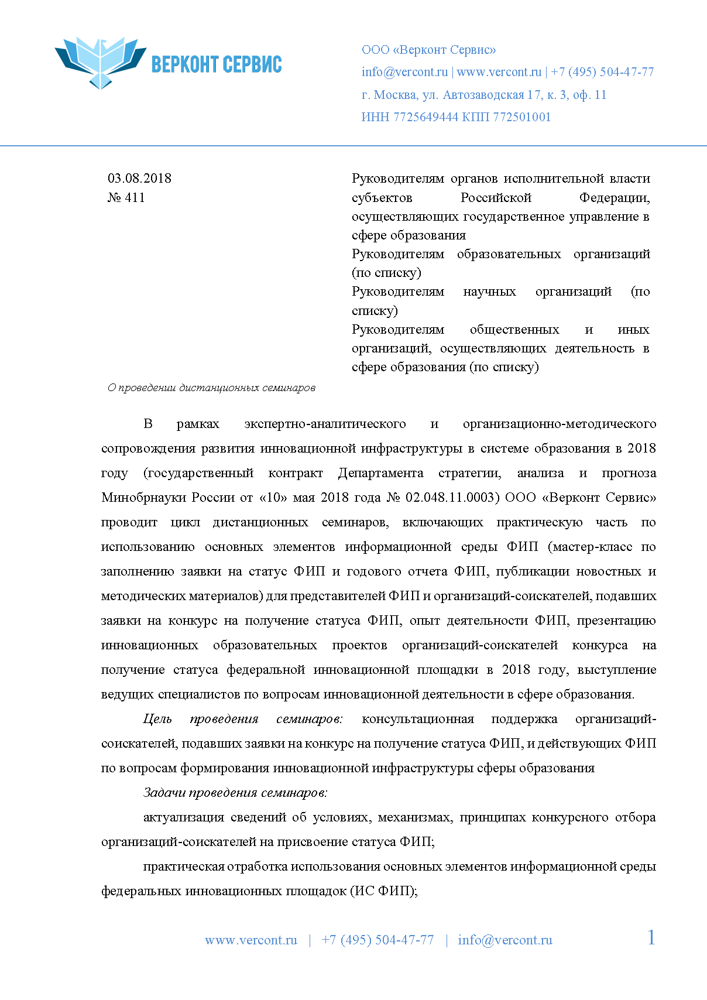 ВЕРКОНТ СЕРВИС
ООО «Верконт Сервис»
info@vercont.ru | www.vercont.ru | +7 (495) 504-47-77
г. Москва, ул. Автозаводская 17, к. 3, оф. 11
ИНН 7725649444 КПП 772501001
03.08.2018
№ 411
Руководителям органов исполнительной власти
субъектов Российской Федерации,
осуществляющих государственное управление в
сфере образования
Руководителям образовательных организаций
(по списку)
Руководителям научных организаций (по
списку)
Руководителям общественных и иных
организаций, осуществляющих деятельность в
сфере образования (по списку)
О проведении дистанционных семинаров
В рамках экспертно-аналитического и организационно-методического
сопровождения развития инновационной инфраструктуры в системе образования в 2018
году (государственный контракт Департамента стратегии, анализа и прогноза
Минобрнауки России от «10» мая 2018 года № 02.048.11.0003) ООО «Верконт Сервис»
проводит цикл дистанционных семинаров, включающих практическую часть по
использованию основных элементов информационной среды ФИП (мастер-класс по
заполнению заявки на статус ФИП и годового отчета ФИП, публикации новостных и
методических материалов) для представителей ФИП и организаций-соискателей, подавших
заявки на конкурс на получение статуса ФИП, опыт деятельности ФИП, презентацию
инновационных образовательных проектов организаций-соискателей конкурса на
получение статуса федеральной инновационной площадки в 2018 году, выступление
ведущих специалистов по вопросам инновационной деятельности в сфере образования.
Цель проведения семинаров: консультационная поддержка организаций-
соискателей, подавших заявки на конкурс на получение статуса ФИП, и действующих ФИП
по вопросам формирования инновационной инфраструктуры сферы образования
Задачи проведения семинаров:
актуализация сведений об условиях, механизмах, принципах конкурсного отбора
организаций-соискателей на присвоение статуса ФИП;
практическая отработка использования основных элементов информационной среды
федеральных инновационных площадок (ИС ФИП);
www.vercont.ru | +7 (495) 504-47-77 | info@vercont.ru 1